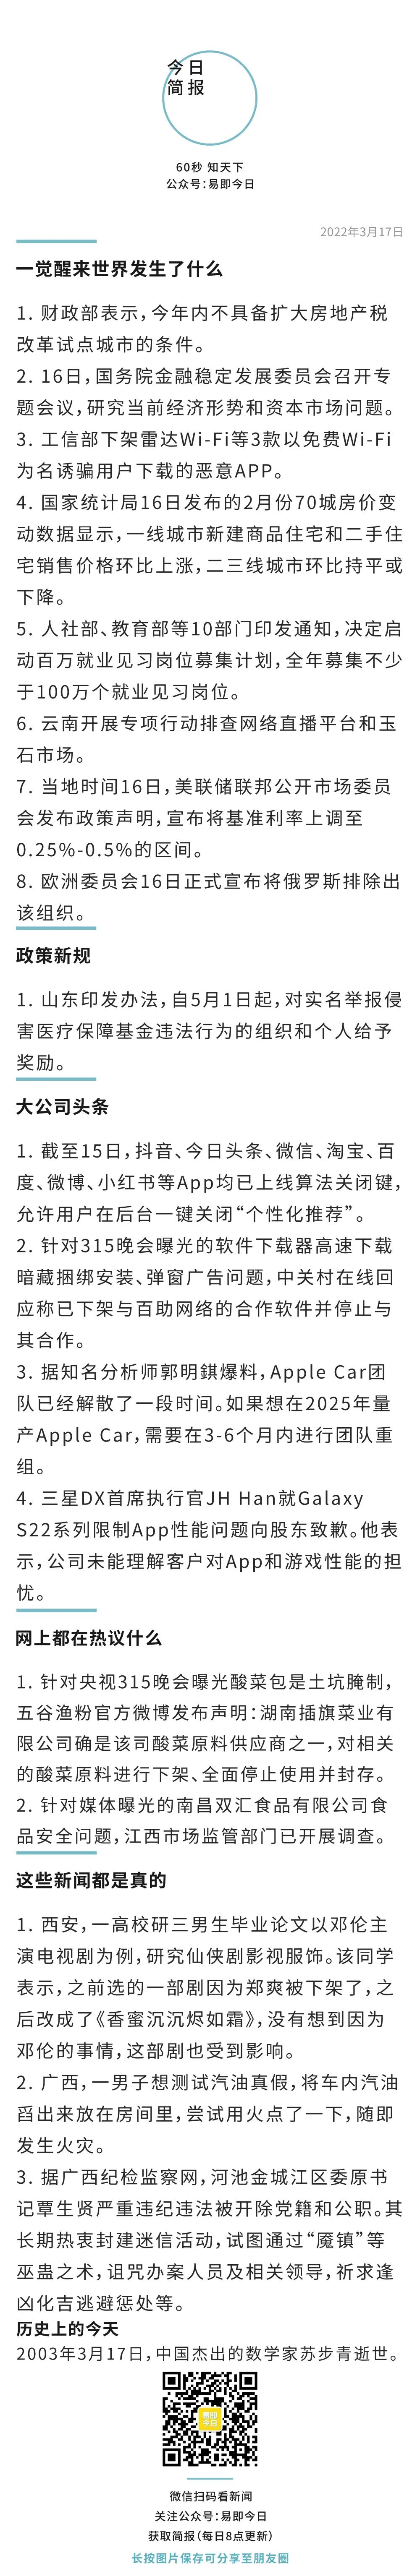 今日
简报
60秒 知天下
公众号：易即今日
2022年3月17日
一觉醒来世界发生了什么
1. 财政部表示，今年内不具备扩大房地产税
改革试点城市的条件。
2. 16日，国务院金融稳定发展委员会召开专
题会议，研究当前经济形势和资本市场问题。
3. 工信部下架雷达Wi-Fi等3款以免费Wi-Fi
为名诱骗用户下载的恶意APP。
4. 国家统计局16日发布的2月份70城房价变
动数据显示，一线城市新建商品住宅和二手住
宅销售价格环比上涨，二三线城市环比持平或
下降。
5. 人社部、教育部等10部门印发通知，决定启
动百万就业见习岗位募集计划，全年募集不少
于100万个就业见习岗位。
6. 云南开展专项行动排查网络直播平台和玉
石市场。
7. 当地时间16日，美联储联邦公开市场委员
会发布政策声明，宣布将基准利率上调至
0.25%-0.5%的区间。
8. 欧洲委员会16日正式宣布将俄罗斯排除出
该组织。
政策新规
1. 山东印发办法，自5月1日起，对实名举报侵
害医疗保障基金违法行为的组织和个人给予
奖励。
大公司头条
1. 截至15日，抖音、今日头条、微信、淘宝、百
度、微博、小红书等App均已上线算法关闭键，
允许用户在后台一键关闭“个性化推荐”。
2. 针对315晚会曝光的软件下载器高速下载
暗藏捆绑安装、弹窗广告问题，中关村在线回
应称已下架与百助网络的合作软件并停止与
其合作。
3. 据知名分析师郭明錤爆料，Apple Car团
队已经解散了一段时间。如果想在2025年量
产Apple Car，需要在3-6个月内进行团队重
组。
4. 三星DX首席执行官JH Han就Galaxy
S22系列限制App性能问题向股东致歉。他表
示，公司未能理解客户对App和游戏性能的担
忧。
网上都在热议什么
1. 针对央视315晚会曝光酸菜包是土坑腌制，
五谷渔粉官方微博发布声明：湖南插旗菜业有
限公司确是该司酸菜原料供应商之一，对相关
的酸菜原料进行下架、全面停止使用并封存。
2. 针对媒体曝光的南昌双汇食品有限公司食
品安全问题，江西市场监管部门已开展调查。
这些新闻都是真的
1. 西安，一高校研三男生毕业论文以邓伦主
演电视剧为例，研究仙侠剧影视服饰。该同学
表示，之前选的一部剧因为郑爽被下架了，之
后改成了《香蜜沉沉烬如霜》，没有想到因为
邓伦的事情，这部剧也受到影响。
2. 广西，一男子想测试汽油真假，将车内汽油
舀出来放在房间里，尝试用火点了一下，随即
发生火灾。
3. 据广西纪检监察网，河池金城江区委原书
记覃生贤严重违纪违法被开除党籍和公职。其
长期热衷封建迷信活动，试图通过“魇镇”等
巫蛊之术，诅咒办案人员及相关领导，祈求逢
凶化吉逃避惩处等。
历史上的今天
2003年3月17日，中国杰出的数学家苏步青逝世。
易即
今日
微信扫码看新闻
关注公众号：易即今日
获取简报（每日8点更新）
长按图片保存可分享至朋友圈